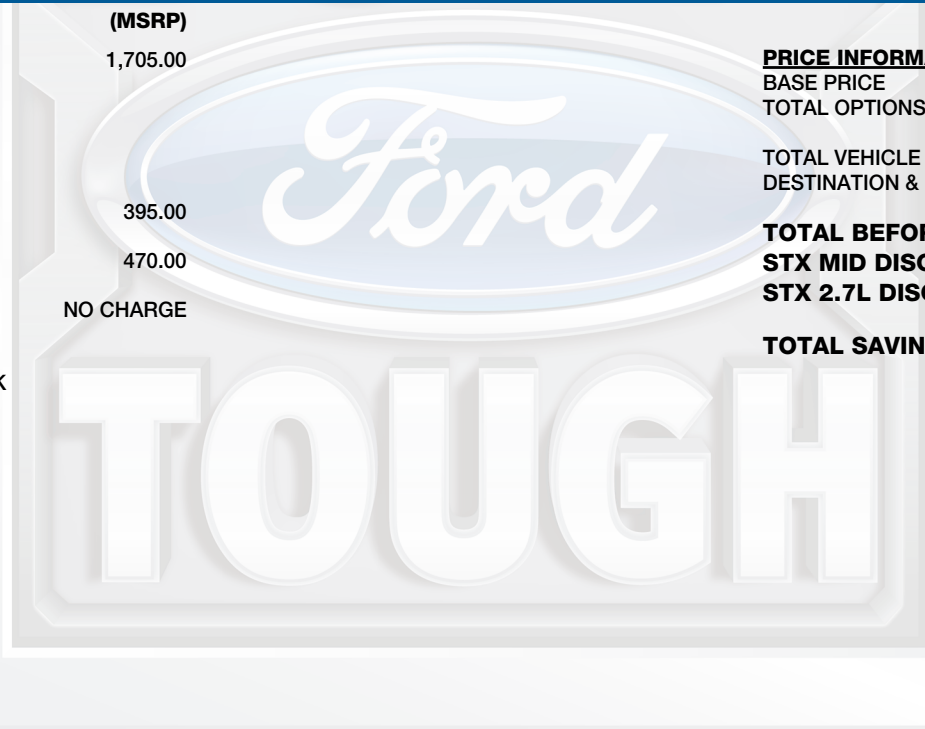 (MSRP)
1,705.00
395.00
470.00
NO CHARGE
K
PRICE INFORM
BASE PRICE
TOTAL OPTIONS
TOTAL VEHICLE
DESTINATION &
TOTAL BEFOR
STX MID DISC
STX 2.7L DISC
TOTAL SAVIN
Ford
TOUGH